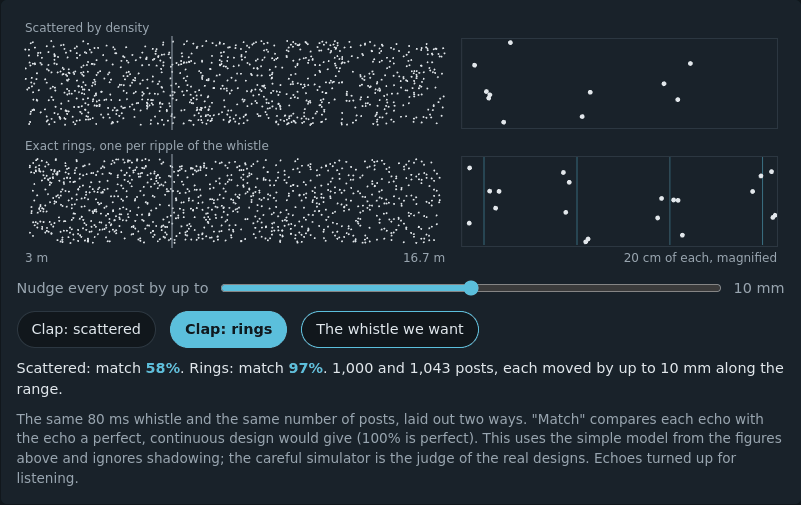 Scattered by density
Exact rings, one per ripple of the whistle
3 m
16.7 m
20 cm of each, magnified
Nudge every post by up to
10 mm
Clap: scattered
Clap: rings
The whistle we want
Scattered: match 58%. Rings: match 97%. 1,000 and 1,043 posts, each moved by up to 10 mm along the
range.
The same 80 ms whistle and the same number of posts, laid out two ways. "Match" compares each echo with
the echo a perfect, continuous design would give (100% is perfect). This uses the simple model from the figures
above and ignores shadowing; the careful simulator is the judge of the real designs. Echoes turned up for
listening.